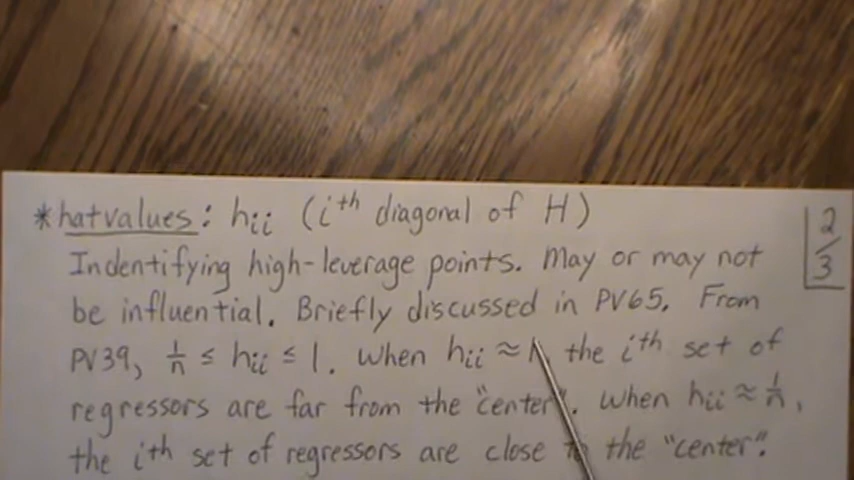 *hatvalues: hii (ith diagonal of H)
Indentifying high-leverage points. May or may not
be influential. Briefly discussed in PV65. From
PV39, 1/n ≤ hii ≤ 1. When hii ≈ 1, the ith set of
regressors are far from the "center". When hii ≈ 1/n,
the ith set of regressors are close to the "center".
2/3